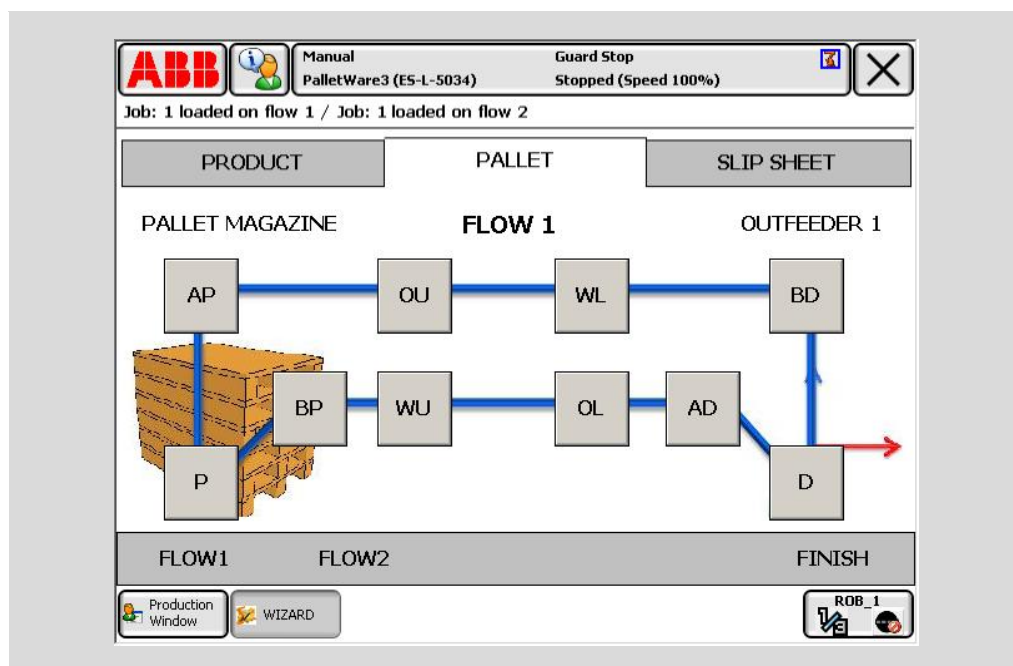 ABB
Manual Guard Stop
PalletWare3 (ES-L-5034) Stopped (Speed 100%)
Job: 1 loaded on flow 1 / Job: 1 loaded on flow 2
PRODUCT PALLET SLIP SHEET
PALLET MAGAZINE FLOW 1 OUTFEEDER 1
AP OU WL BD
BP WU OL AD
P D
FLOW1 FLOW2 FINISH
Production Window WIZARD ROB_1
1/3